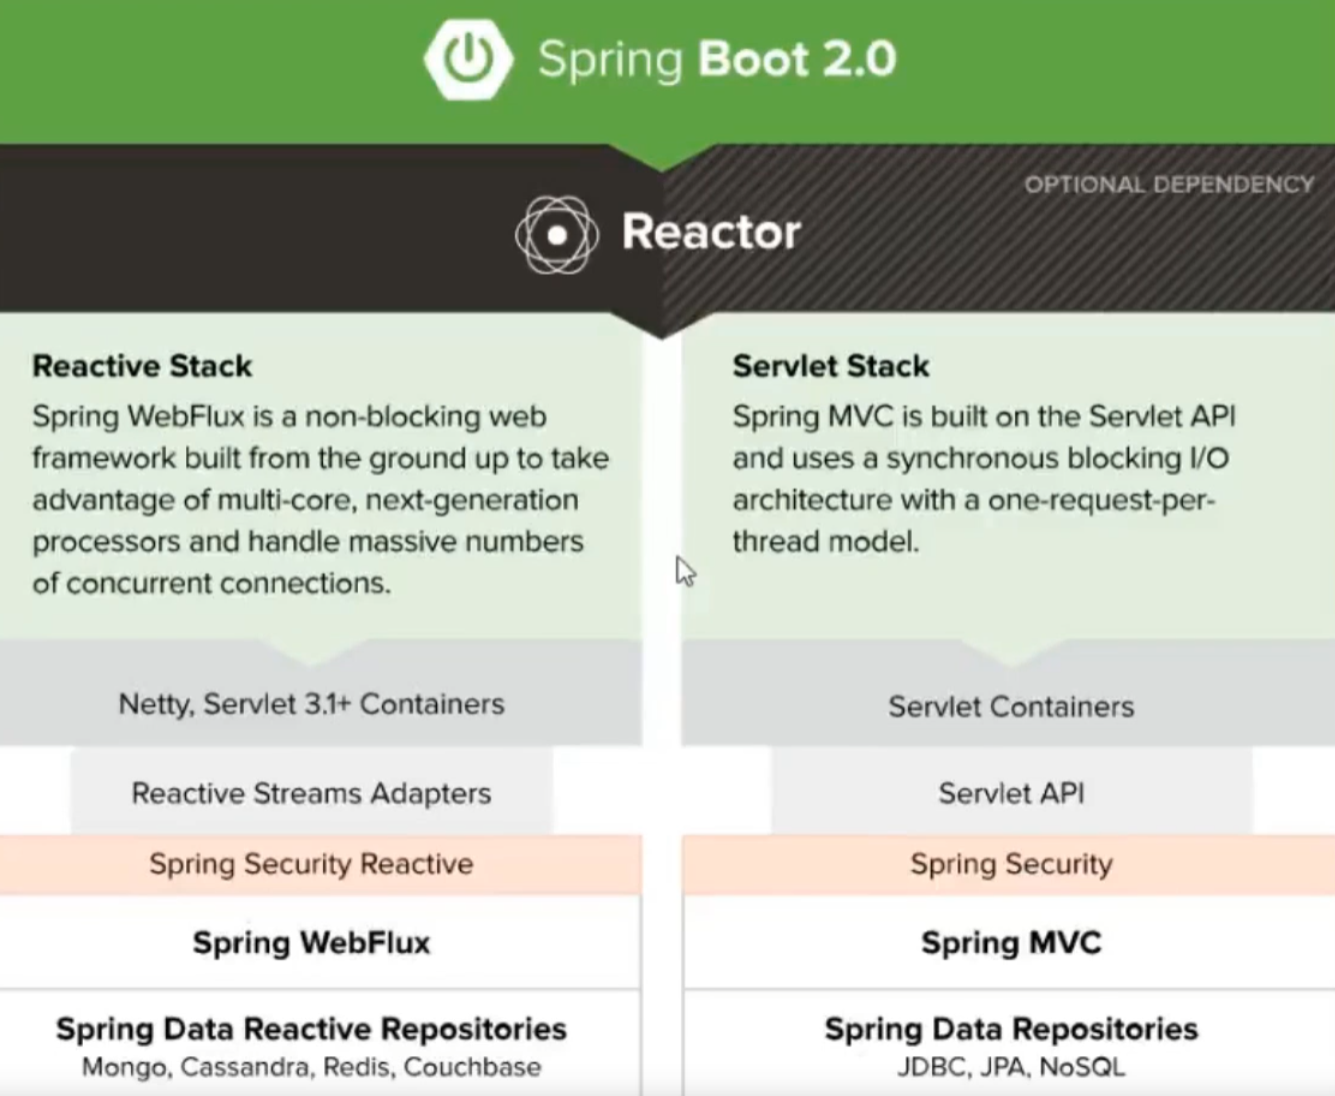 Spring Boot 2.0
OPTIONAL DEPENDENCY
Reactor
Reactive Stack
Spring WebFlux is a non-blocking web
framework built from the ground up to take
advantage of multi-core, next-generation
processors and handle massive numbers
of concurrent connections.
Servlet Stack
Spring MVC is built on the Servlet API
and uses a synchronous blocking I/O
architecture with a one-request-per-
thread model.
Netty, Servlet 3.1+ Containers
Servlet Containers
Reactive Streams Adapters
Servlet API
Spring Security Reactive
Spring Security
Spring WebFlux
Spring MVC
Spring Data Reactive Repositories
Mongo, Cassandra, Redis, Couchbase
Spring Data Repositories
JDBC, JPA, NoSQL